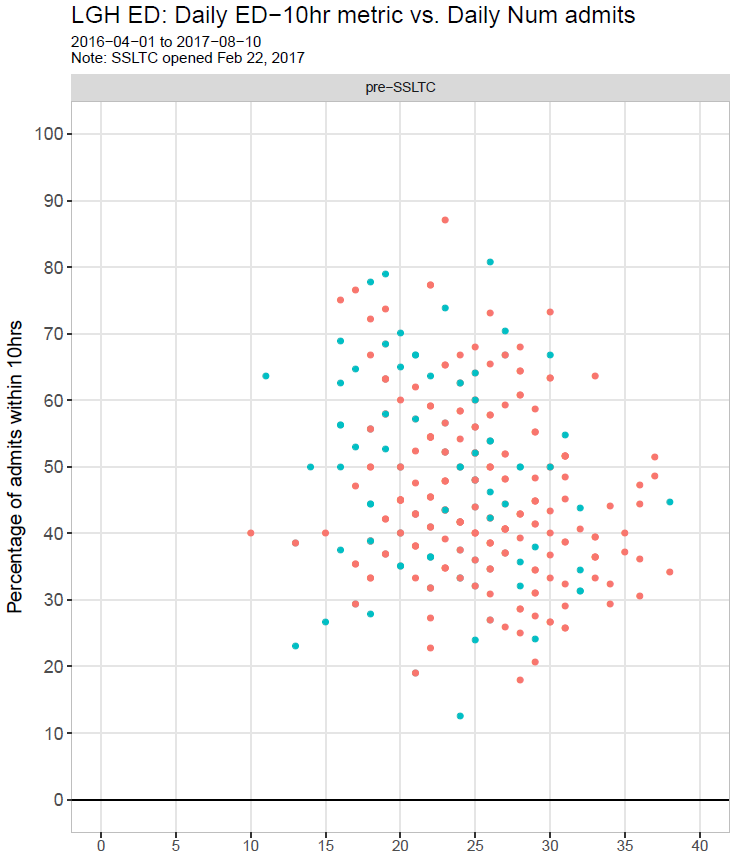 LGH ED: Daily ED−10hr metric vs. Daily Num admits
2016−04−01 to 2017−08−10
Note: SSLTC opened Feb 22, 2017
pre−SSLTC
100
90
80
70
60
50
40
30
20
10
0
Percentage of admits within 10hrs
0 5 10 15 20 25 30 35 40